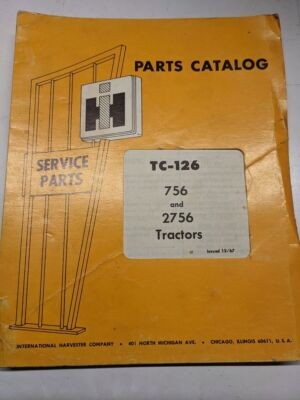 PARTS CATALOG
IH
SERVICE
PARTS
TC-126
756
and
2756
Tractors
Issued 12/67
INTERNATIONAL HARVESTER COMPANY • 401 NORTH MICHIGAN AVE. • CHICAGO, ILLINOIS 60611, U. S. A.